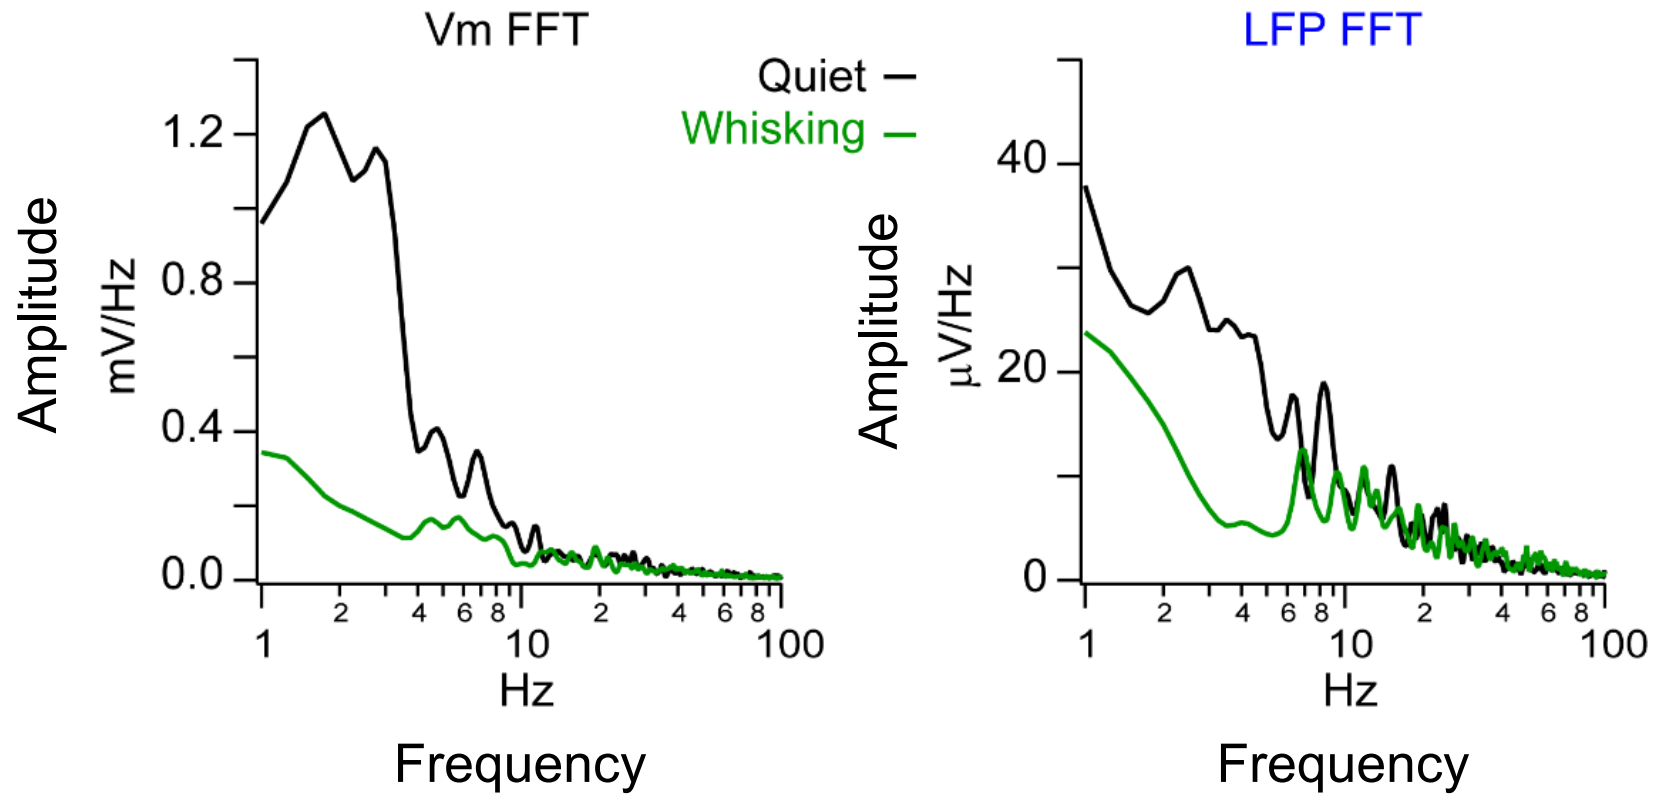 Vm FFT
Quiet
Whisking
Amplitude
mV/Hz
1.2
0.8
0.4
0.0
2 4 6 8 2 4 6 8
1 10 100
Hz
Frequency
LFP FFT
Amplitude
µV/Hz
40
20
0
2 4 6 8 2 4 6 8
1 10 100
Hz
Frequency